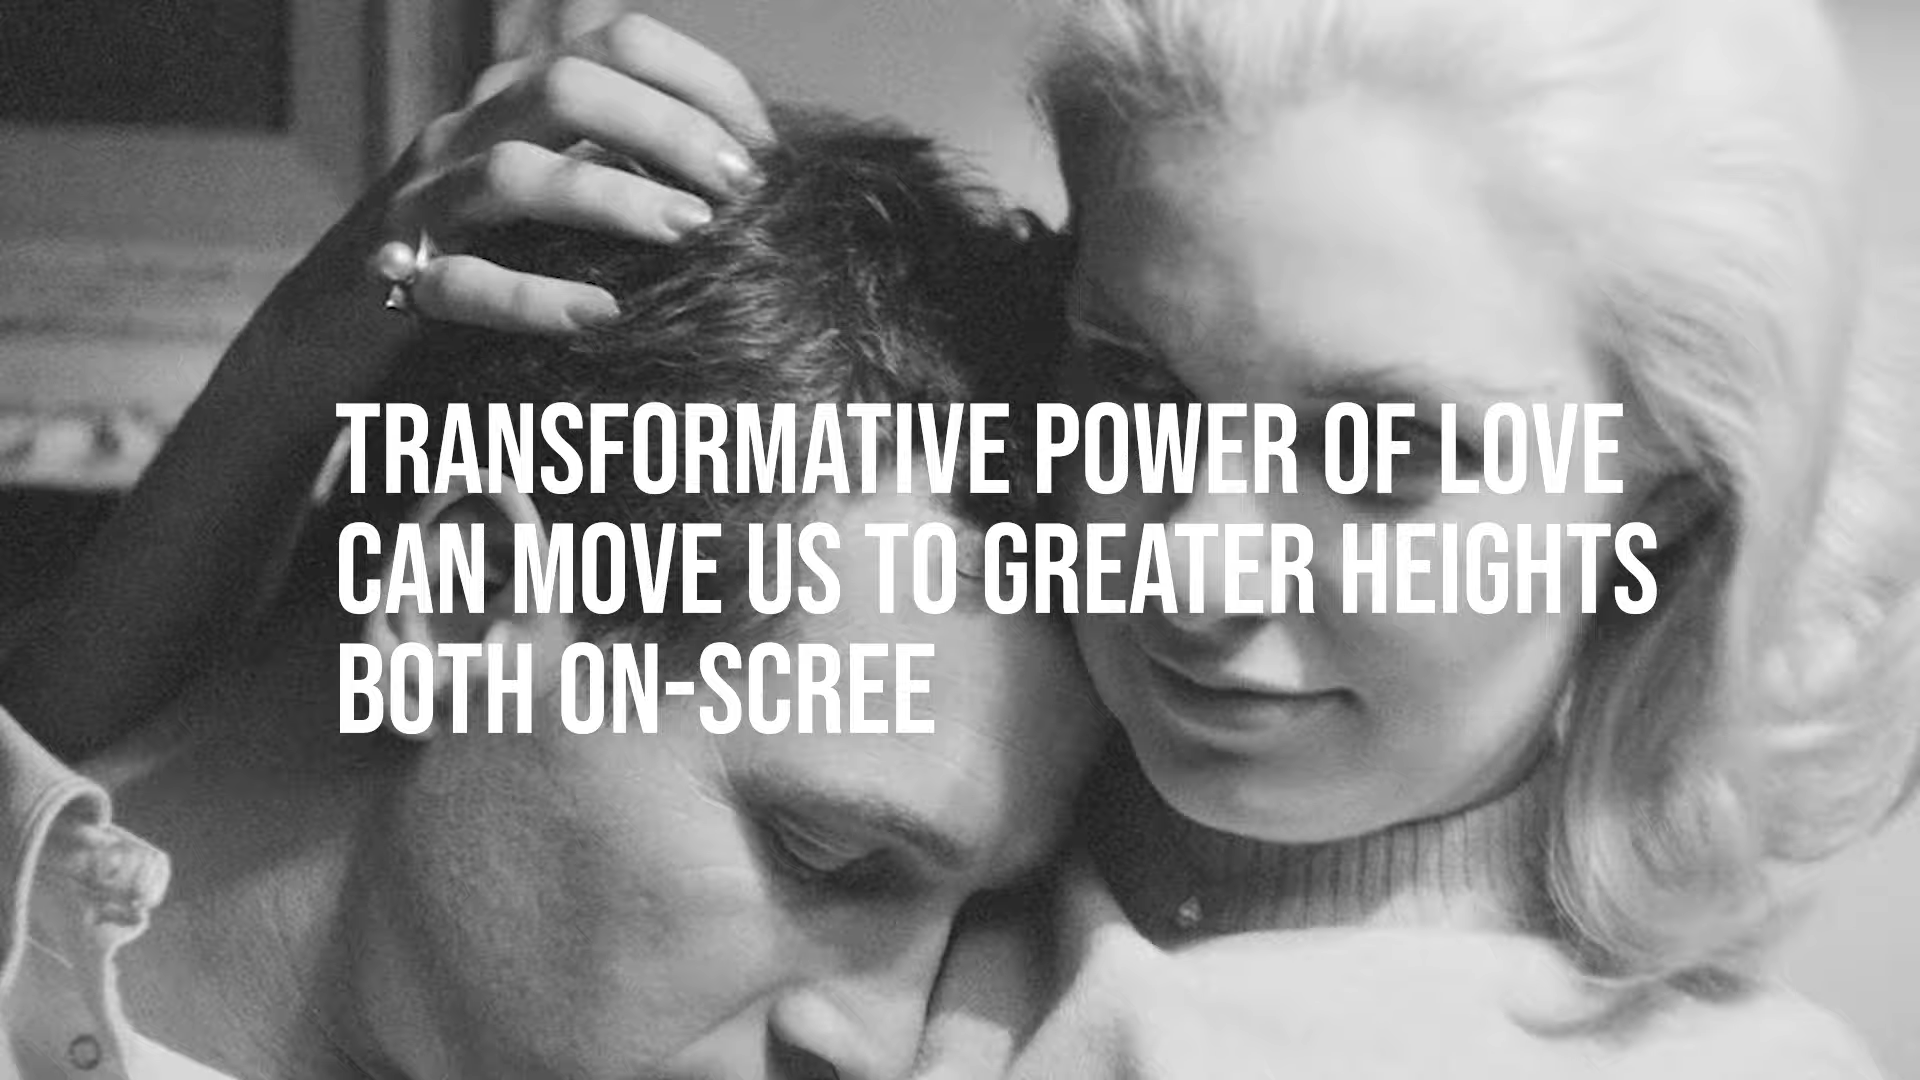 TRANSFORMATIVE POWER OF LOVE
CAN MOVE US TO GREATER HEIGHTS
BOTH ON-SCREE